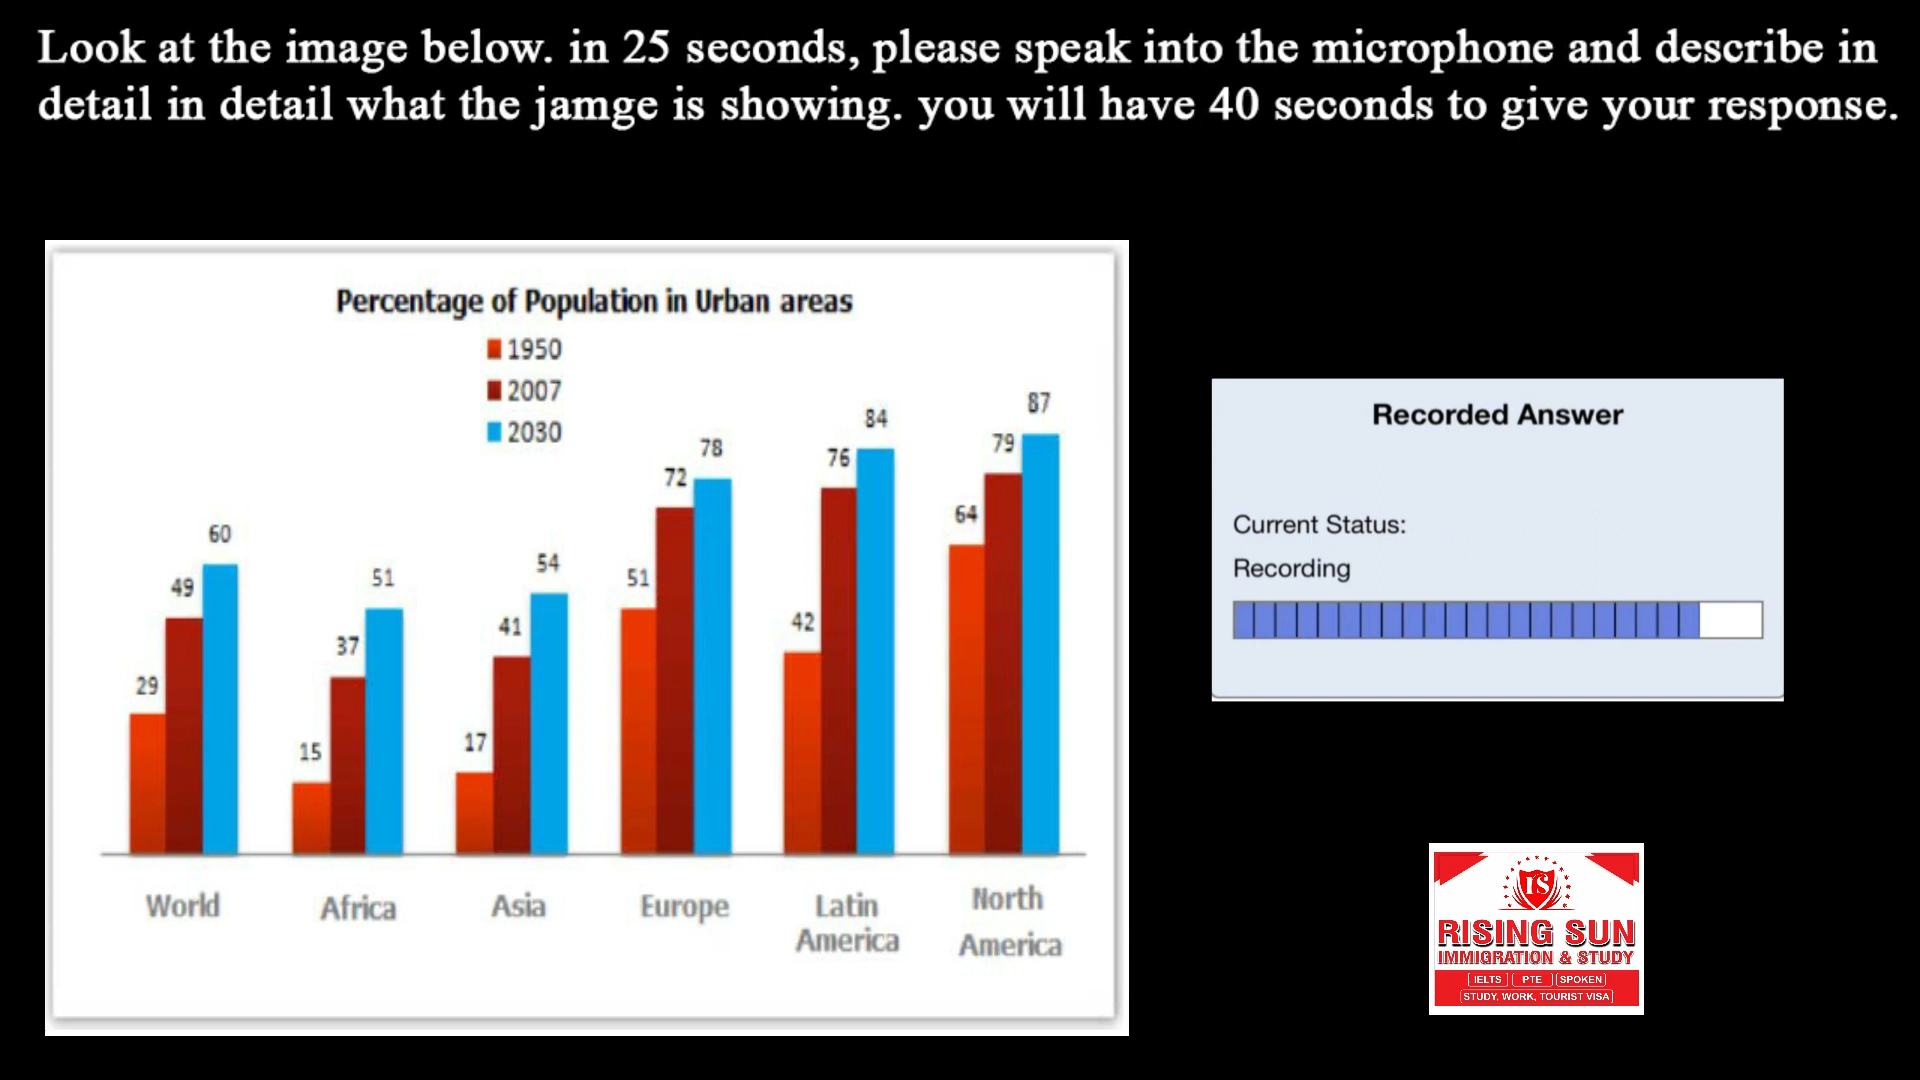 Look at the image below. in 25 seconds, please speak into the microphone and describe in
detail in detail what the jamge is showing. you will have 40 seconds to give your response.
Percentage of Population in Urban areas
1950
2007
2030
29
49
60
15
37
51
17
41
54
51
72
78
42
76
84
64
79
87
World
Africa
Asia
Europe
Latin
America
North
America
Recorded Answer
Current Status:
Recording
RS
RISING SUN
IMMIGRATION & STUDY
IELTS PTE SPOKEN
STUDY, WORK, TOURIST VISA